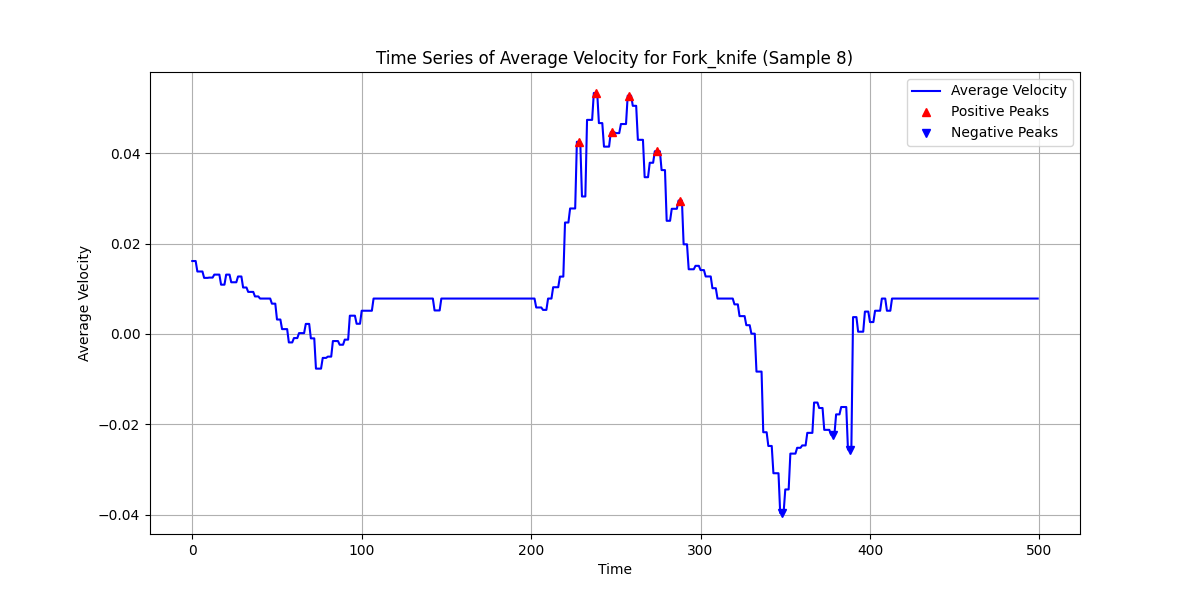 Time Series of Average Velocity for Fork_knife (Sample 8)
Average Velocity
Positive Peaks
Negative Peaks
Average Velocity
0.04
0.02
0.00
−0.02
−0.04
0 100 200 300 400 500
Time